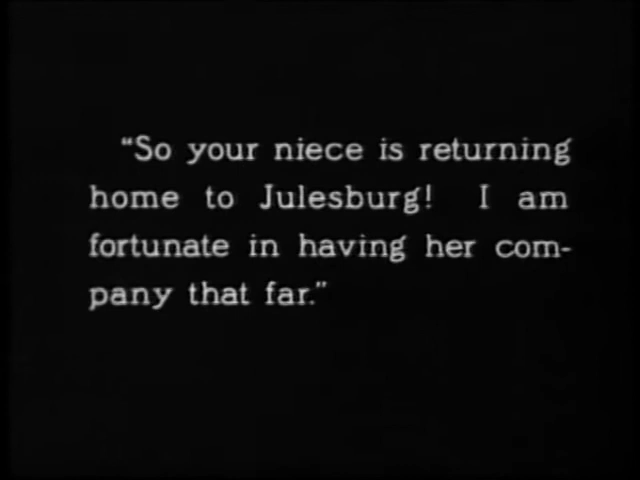 “So your niece is returning
home to Julesburg! I am
fortunate in having her com-
pany that far.”